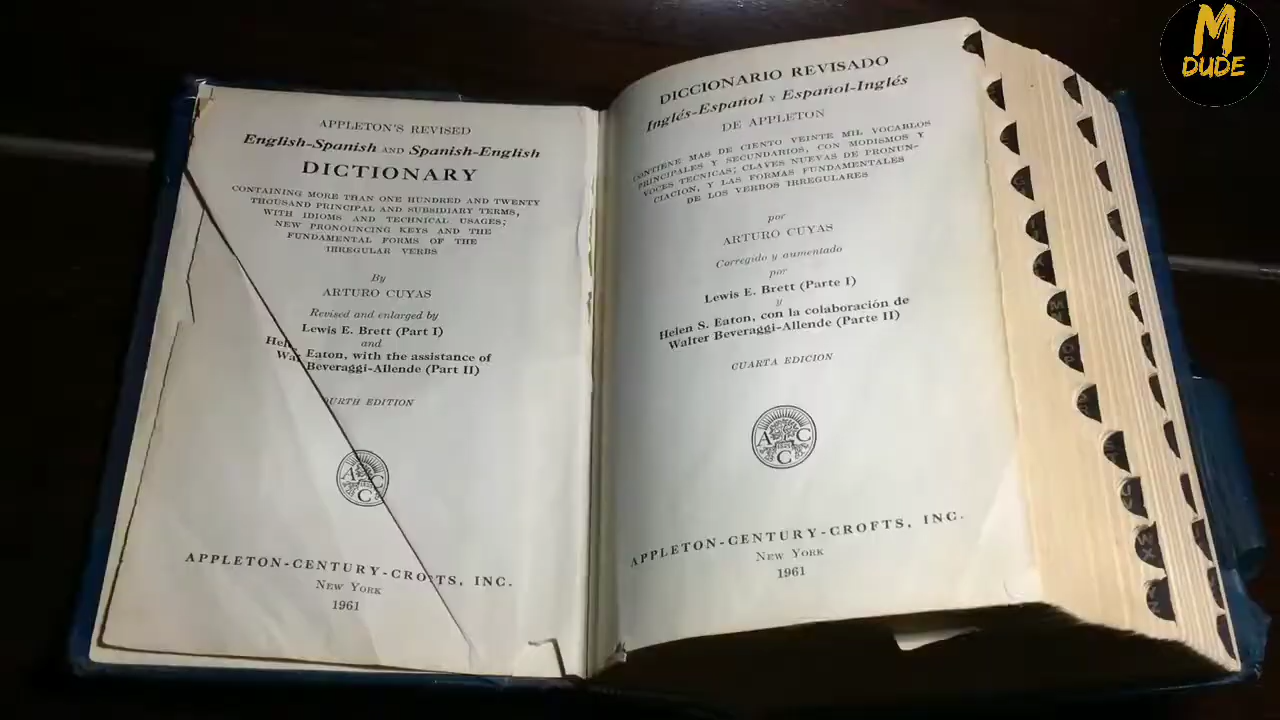 APPLETON'S REVISED
English-Spanish AND Spanish-English
DICTIONARY
CONTAINING MORE THAN ONE HUNDRED AND TWENTY
THOUSAND PRINCIPAL AND SUBSIDIARY TERMS,
WITH IDIOMS AND TECHNICAL USAGES;
NEW PRONOUNCING KEYS AND THE
FUNDAMENTAL FORMS OF THE
IRREGULAR VERBS
By
ARTURO CUYAS
Revised and enlarged by
Lewis E. Brett (Part I)
and
Eaton, with the assistance of
Beveraggi-Allende (Part II)
EDITION
A C
C
APPLETON-CENTURY-CROFTS, INC.
NEW YORK
1961
DICCIONARIO REVISADO
Inglés-Español Y Español-Inglés
DE APPLETON
CONTIENE MAS DE CIENTO VEINTE MIL VOCABLOS
PRINCIPALES Y SECUNDARIOS, CON MODISMOS Y
VOCES TECNICAS; CLAVES NUEVAS DE PRONUN-
CIACION, Y LAS FORMAS FUNDAMENTALES
DE LOS VERBOS IRREGULARES
por
ARTURO CUYAS
Corregido y aumentado
por
Lewis E. Brett (Parte I)
y
Helen S. Eaton, con la colaboración de
Walter Beveraggi-Allende (Parte II)
CUARTA EDICION
A C
C
APPLETON-CENTURY-CROFTS, INC.
NEW YORK
1961
M
DUDE